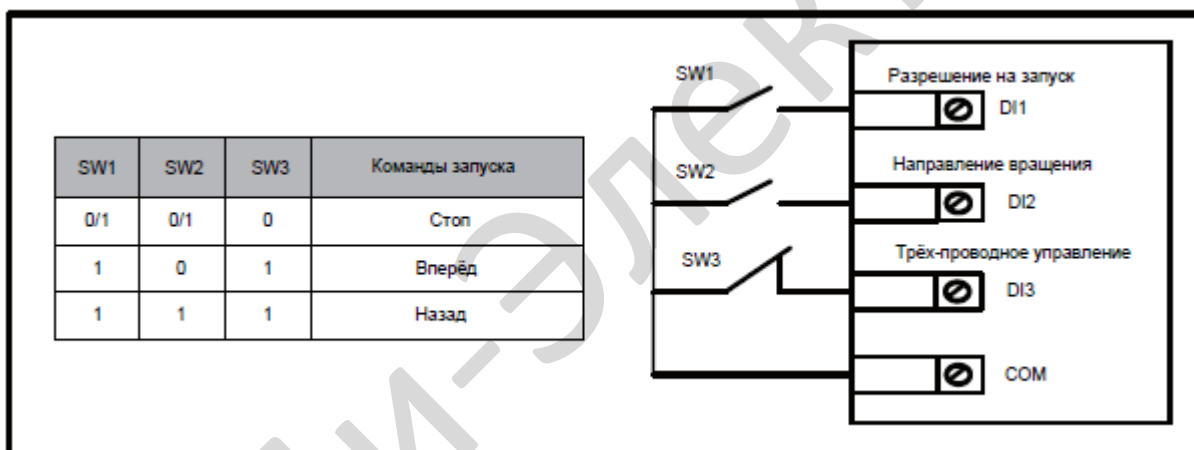 SW1 SW2 SW3 Команды запуска
0/1 0/1 0 Стоп
1 0 1 Вперёд
1 1 1 Назад
SW1
Разрешение на запуск
DI1
SW2
Направление вращения
DI2
SW3
Трёх-проводное управление
DI3
COM
и-Элек